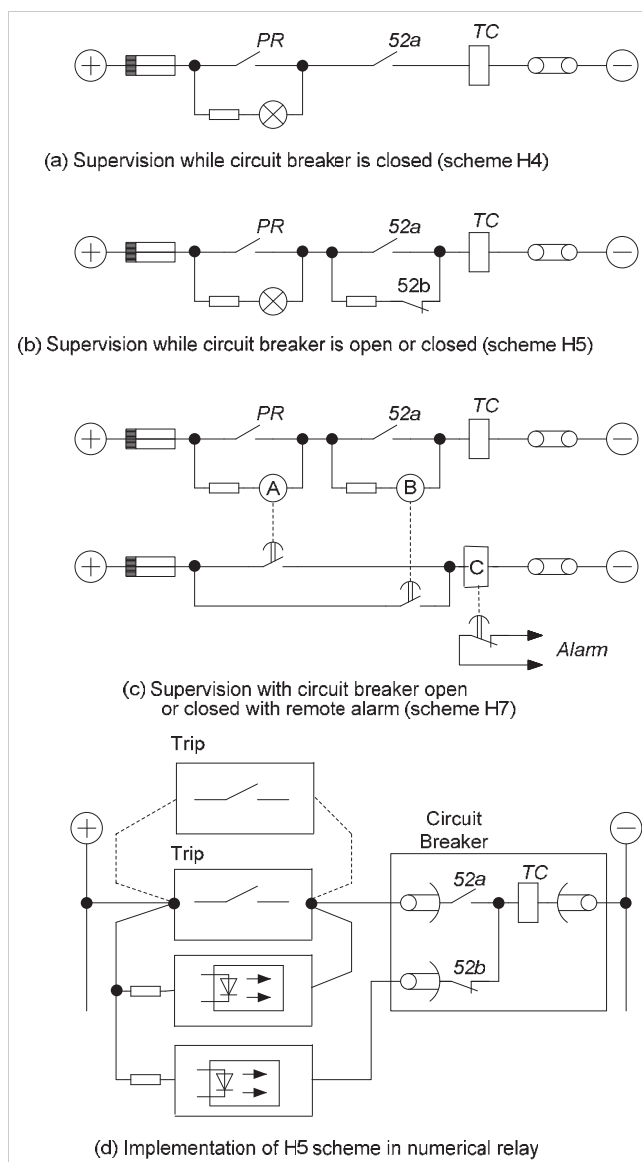 PR 52a TC
(a) Supervision while circuit breaker is closed (scheme H4)
PR 52a TC
52b
(b) Supervision while circuit breaker is open or closed (scheme H5)
PR 52a TC
A B
C
Alarm
(c) Supervision with circuit breaker open
or closed with remote alarm (scheme H7)
Trip
Circuit
Breaker
Trip
52a TC
52b
(d) Implementation of H5 scheme in numerical relay